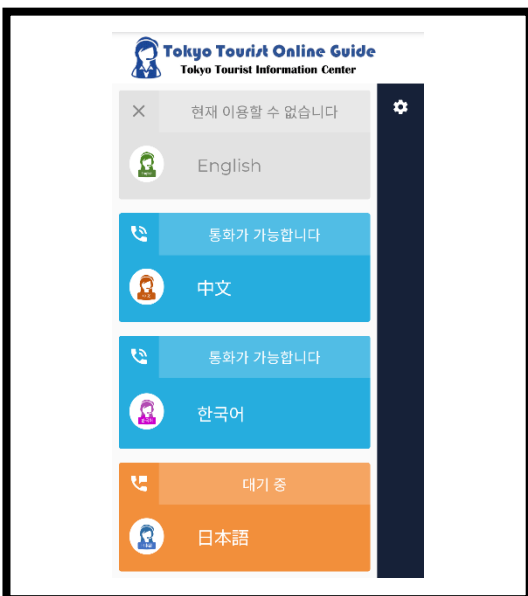 Tokyo Tourist Online Guide
Tokyo Tourist Information Center
현재 이용할 수 없습니다
English
통화가 가능합니다
中文
통화가 가능합니다
한국어
대기 중
日本語